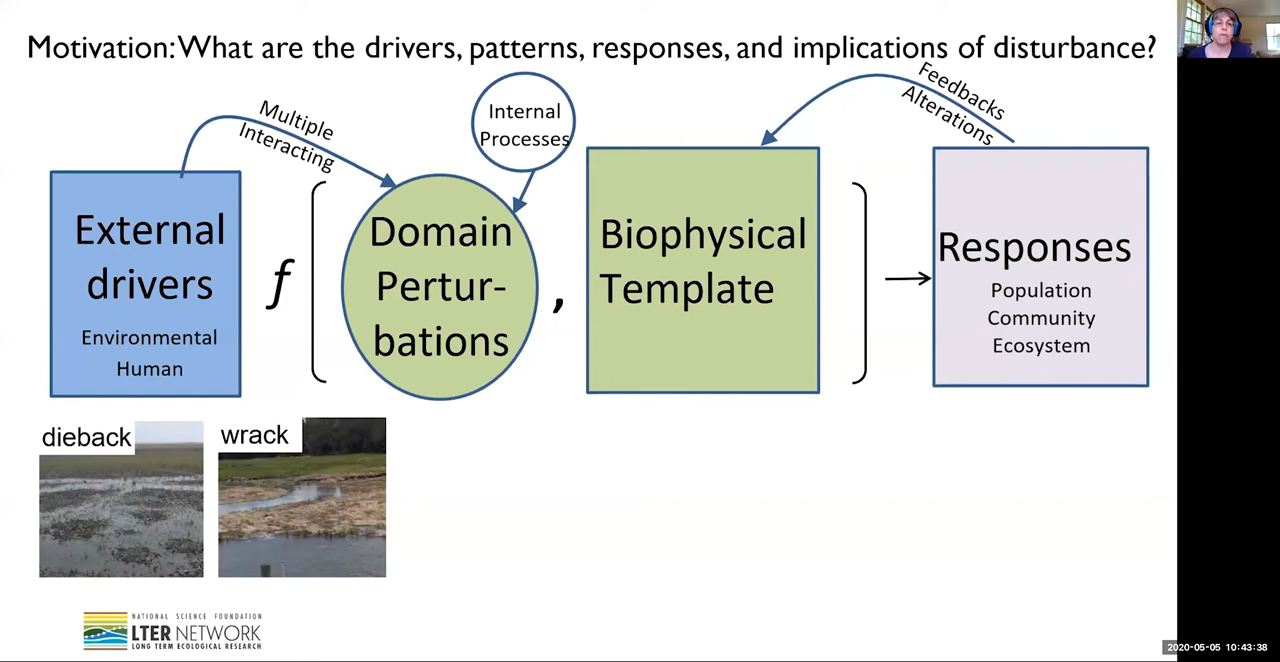 Motivation: What are the drivers, patterns, responses, and implications of disturbance?
Multiple
Interacting
Internal
Processes
Feedbacks
Alterations
External
drivers
Environmental
Human
f
Domain
Pertur-
bations
,
Biophysical
Template
Responses
Population
Community
Ecosystem
dieback
wrack
NATIONAL SCIENCE FOUNDATION
LTER NETWORK
LONG TERM ECOLOGICAL RESEARCH
2020-05-05 10:43:38